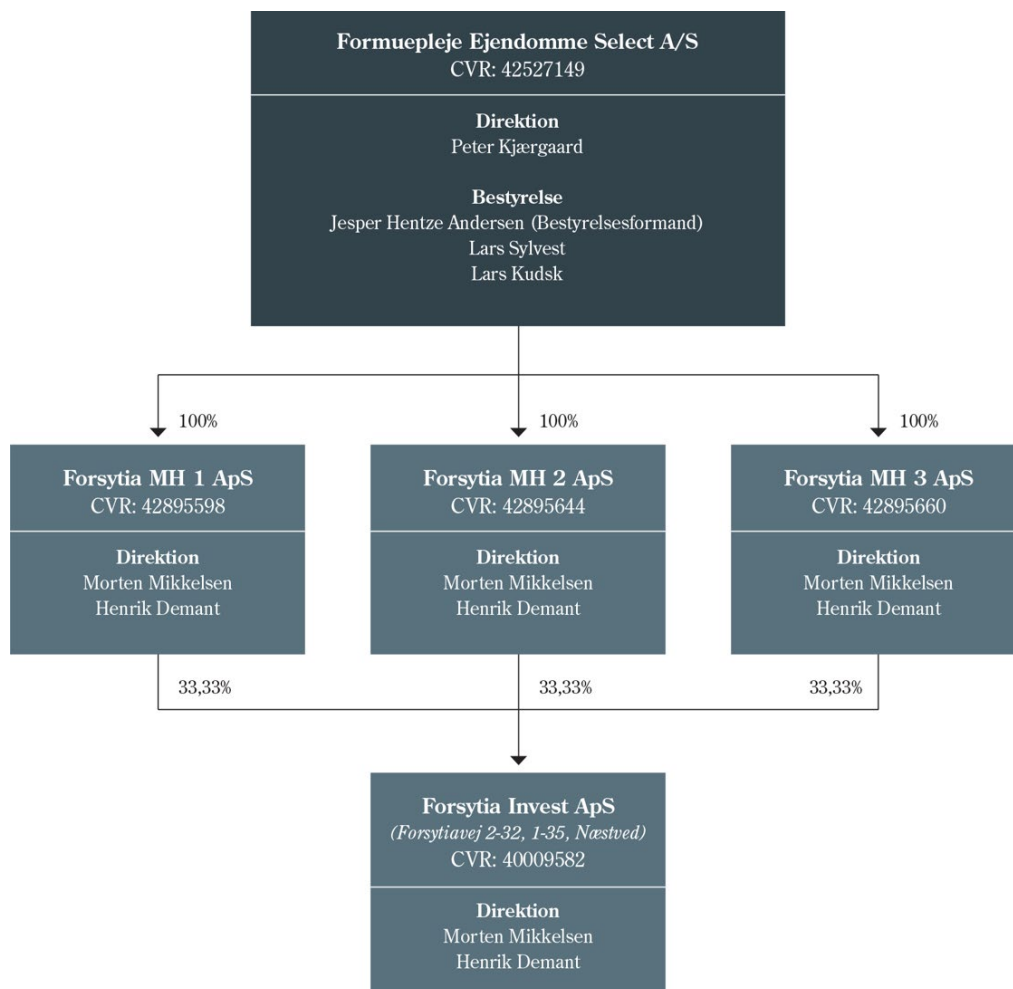 Formuepleje Ejendomme Select A/S
CVR: 42527149
Direktion
Peter Kjærgaard
Bestyrelse
Jesper Hentze Andersen (Bestyrelsesformand)
Lars Sylvest
Lars Kudsk
100%
100%
100%
Forsytia MH 1 ApS
CVR: 42895598
Direktion
Morten Mikkelsen
Henrik Demant
Forsytia MH 2 ApS
CVR: 42895644
Direktion
Morten Mikkelsen
Henrik Demant
Forsytia MH 3 ApS
CVR: 42895660
Direktion
Morten Mikkelsen
Henrik Demant
33,33%
33,33%
33,33%
Forsytia Invest ApS
(Forsytiavej 2-32, 1-35, Næstved)
CVR: 40009582
Direktion
Morten Mikkelsen
Henrik Demant